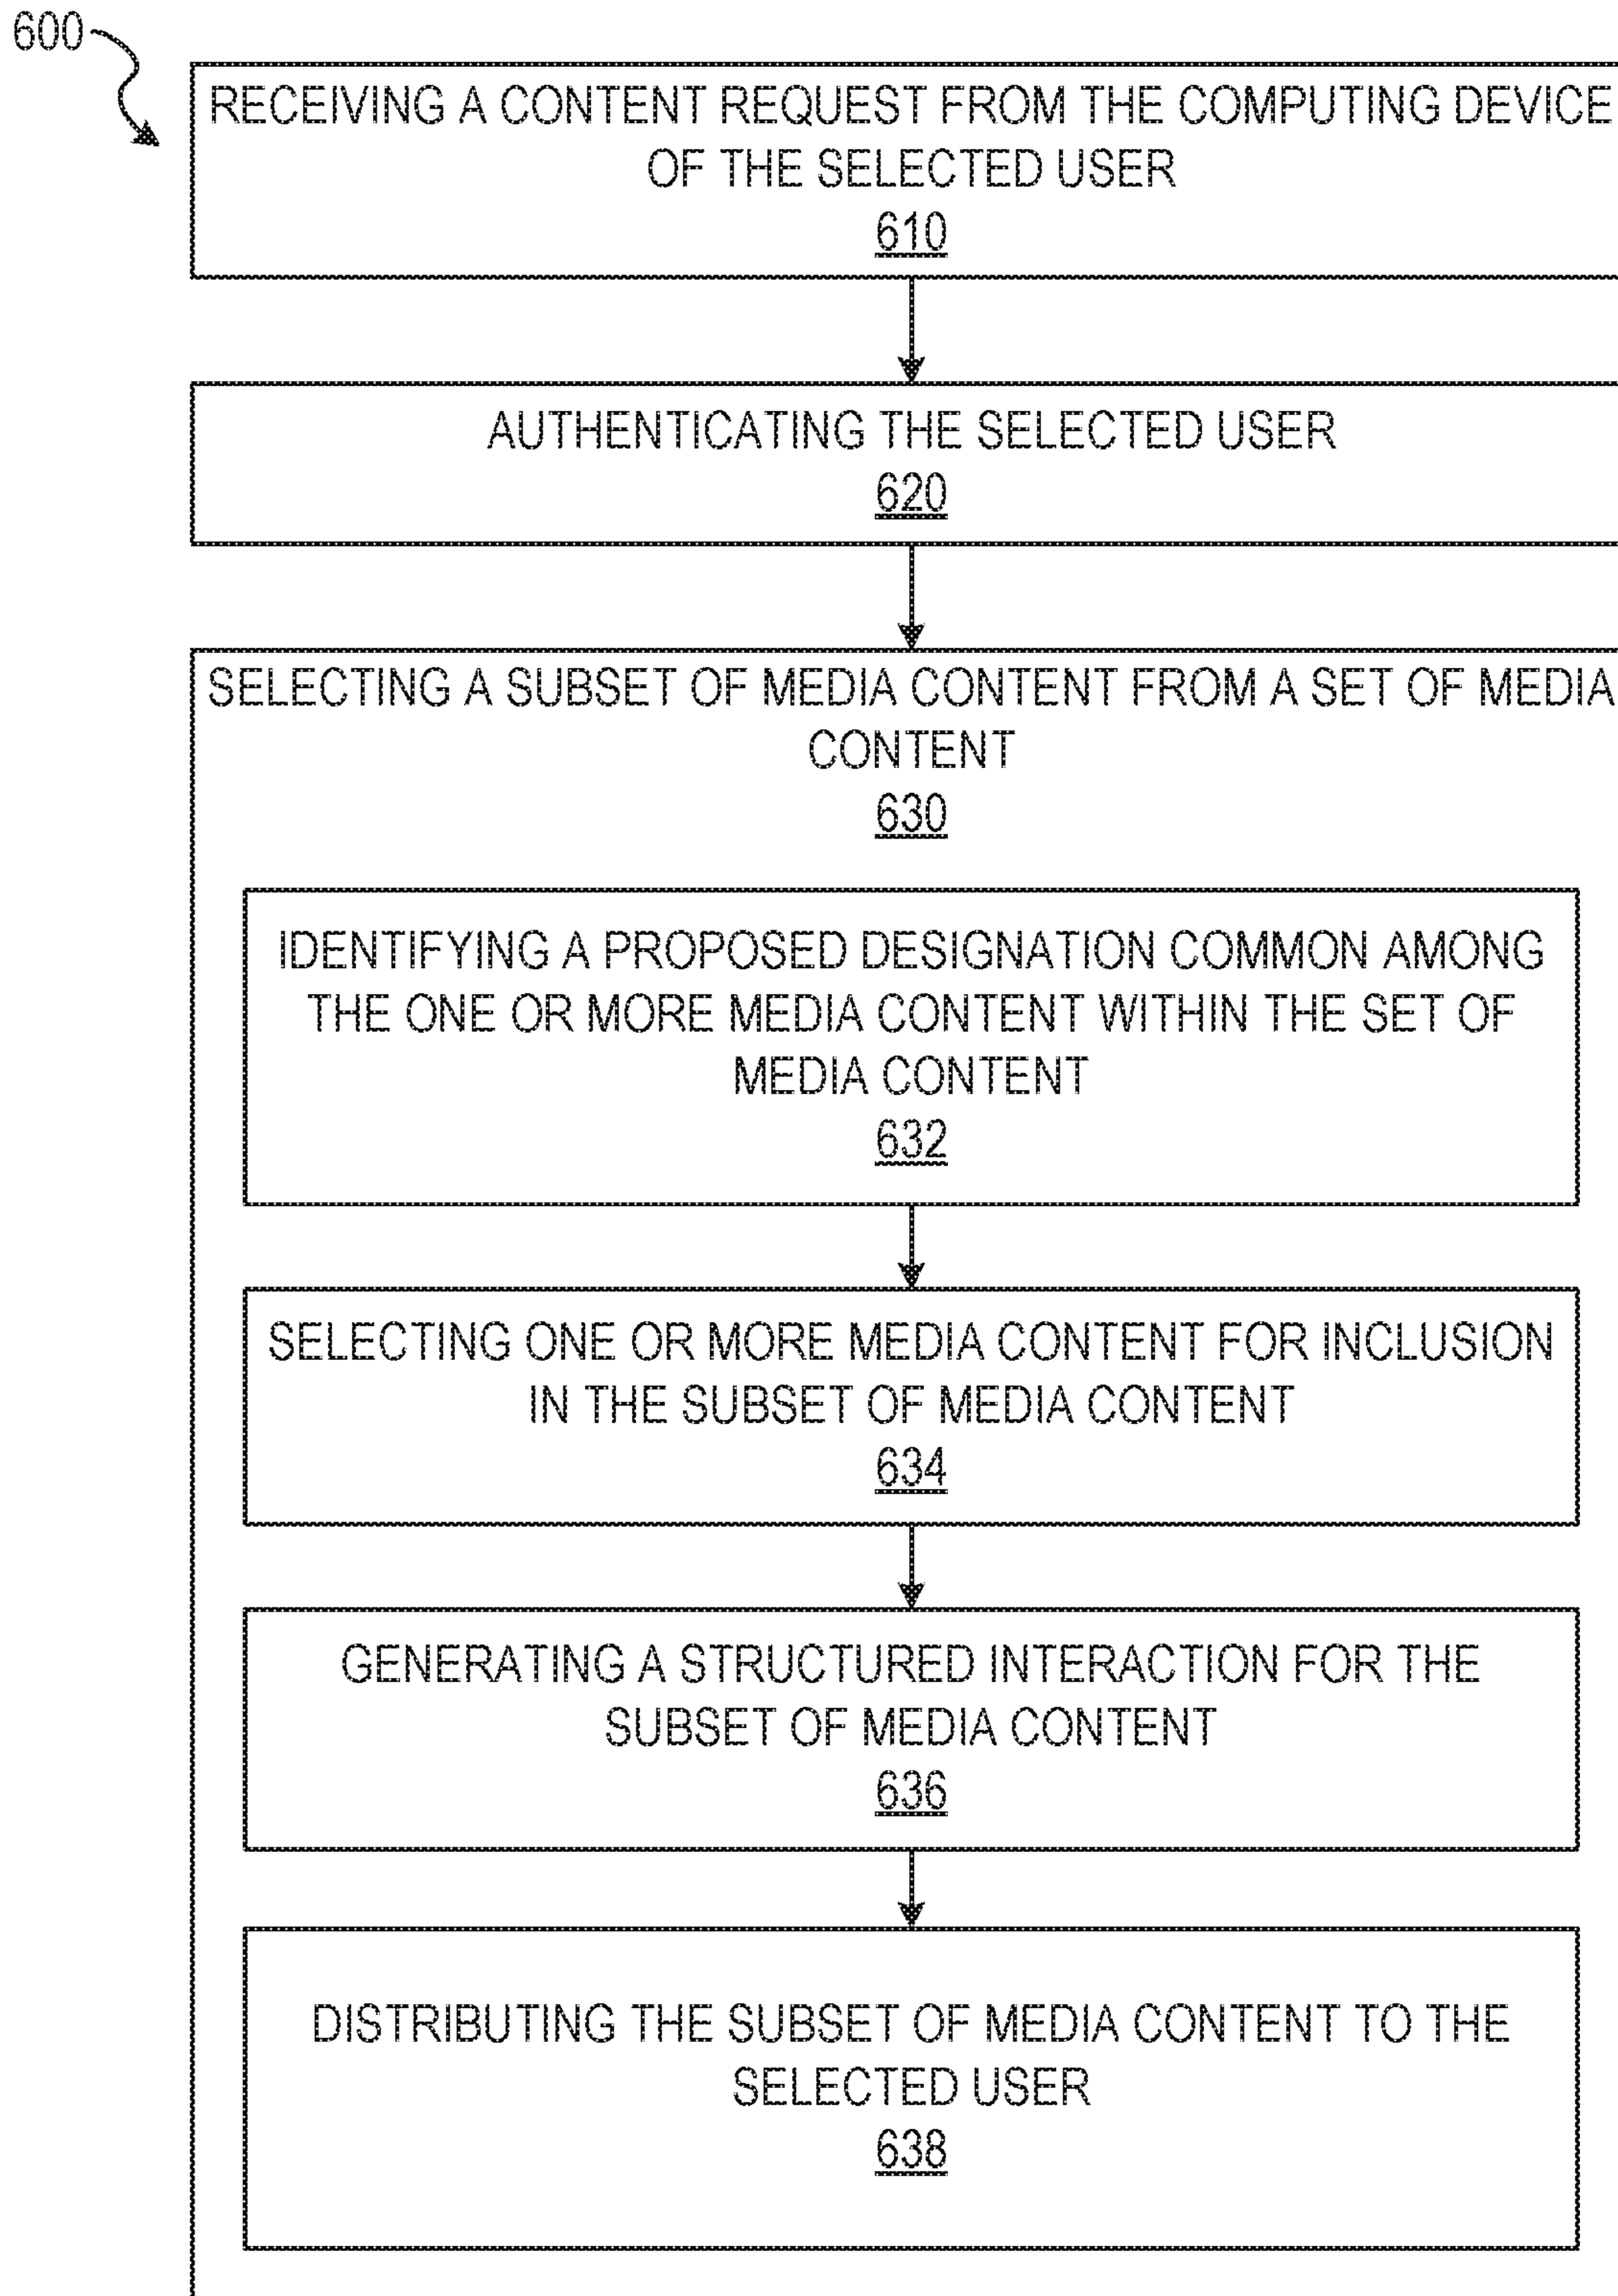 600
RECEIVING A CONTENT REQUEST FROM THE COMPUTING DEVICE
OF THE SELECTED USER
610
AUTHENTICATING THE SELECTED USER
620
SELECTING A SUBSET OF MEDIA CONTENT FROM A SET OF MEDIA
CONTENT
630
IDENTIFYING A PROPOSED DESIGNATION COMMON AMONG
THE ONE OR MORE MEDIA CONTENT WITHIN THE SET OF
MEDIA CONTENT
632
SELECTING ONE OR MORE MEDIA CONTENT FOR INCLUSION
IN THE SUBSET OF MEDIA CONTENT
634
GENERATING A STRUCTURED INTERACTION FOR THE
SUBSET OF MEDIA CONTENT
636
DISTRIBUTING THE SUBSET OF MEDIA CONTENT TO THE
SELECTED USER
638